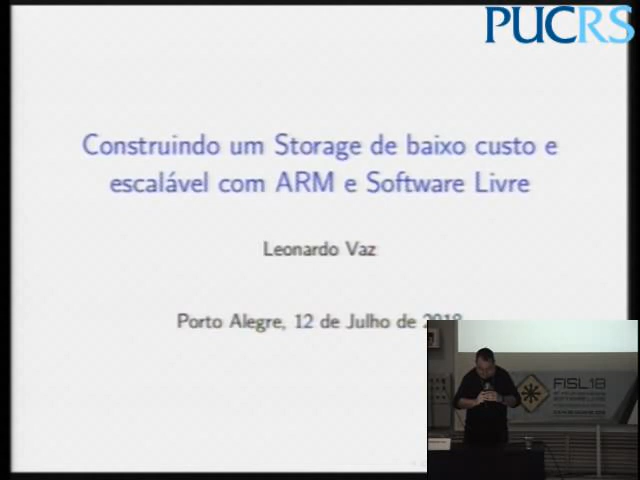 PUCRS
Construindo um Storage de baixo custo e
escalável com ARM e Software Livre
Leonardo Vaz
Porto Alegre, 12 de Julho de 2018
FISL18